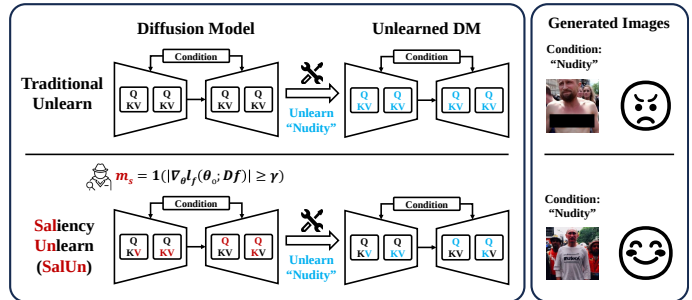 Diffusion Model
Unlearned DM
Generated Images
Traditional
Unlearn
Condition
Q Q Q Q
KV KV KV KV
Unlearn
“Nudity”
Condition
Q Q Q Q
KV KV KV KV
Condition:
“Nudity”
m_s = 1(|∇_θ l_f(θ_o; Df)| ≥ γ)
Saliency
Unlearn
(SalUn)
Condition
Q Q Q Q
KV KV KV KV
Unlearn
“Nudity”
Condition
Q Q Q Q
KV KV KV KV
Condition:
“Nudity”